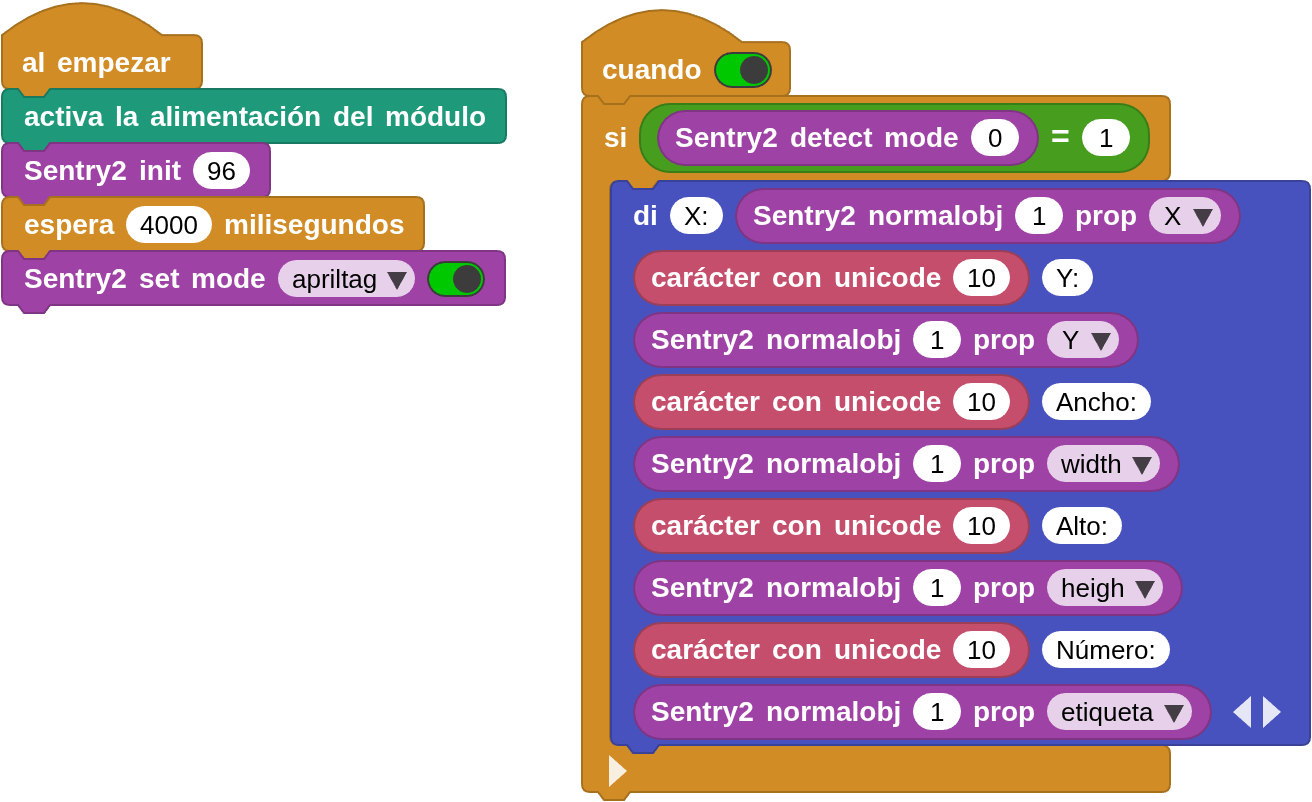 al empezar
activa la alimentación del módulo
Sentry2 init 96
espera 4000 milisegundos
Sentry2 set mode apriltag
cuando
si Sentry2 detect mode 0 = 1
di X: Sentry2 normalobj 1 prop X
carácter con unicode 10 Y:
Sentry2 normalobj 1 prop Y
carácter con unicode 10 Ancho:
Sentry2 normalobj 1 prop width
carácter con unicode 10 Alto:
Sentry2 normalobj 1 prop heigh
carácter con unicode 10 Número:
Sentry2 normalobj 1 prop etiqueta